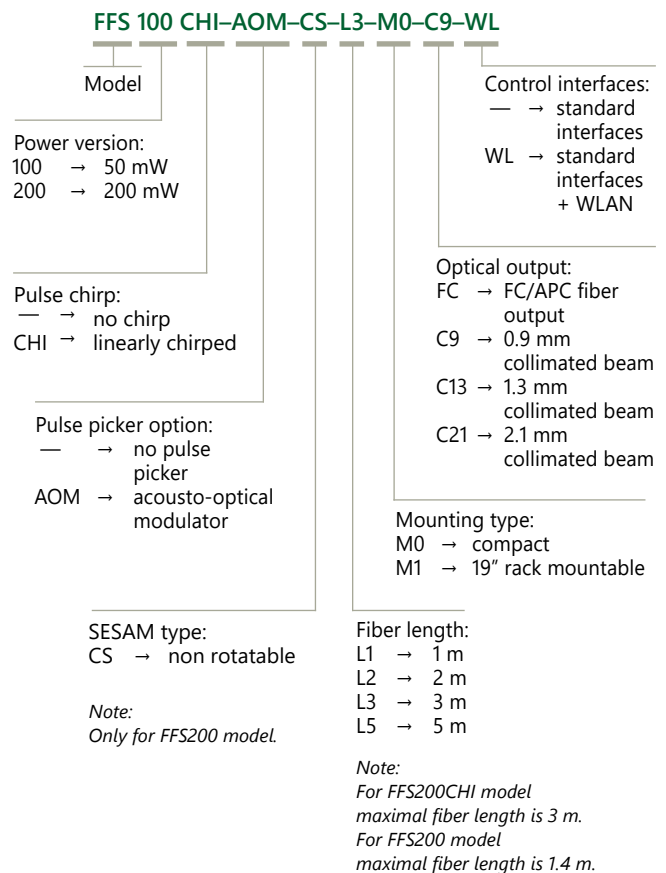 FFS 100 CHI–AOM–CS–L3–M0–C9–WL
Model
Power version:
100 → 50 mW
200 → 200 mW
Pulse chirp:
— → no chirp
CHI → linearly chirped
Pulse picker option:
— → no pulse
picker
AOM → acousto-optical
modulator
SESAM type:
CS → non rotatable
Note:
Only for FFS200 model.
Fiber length:
L1 → 1 m
L2 → 2 m
L3 → 3 m
L5 → 5 m
Note:
For FFS200CHI model
maximal fiber length is 3 m.
For FFS200 model
maximal fiber length is 1.4 m.
Mounting type:
M0 → compact
M1 → 19″ rack mountable
Optical output:
FC → FC/APC fiber
output
C9 → 0.9 mm
collimated beam
C13 → 1.3 mm
collimated beam
C21 → 2.1 mm
collimated beam
Control interfaces:
— → standard
interfaces
WL → standard
interfaces
+ WLAN